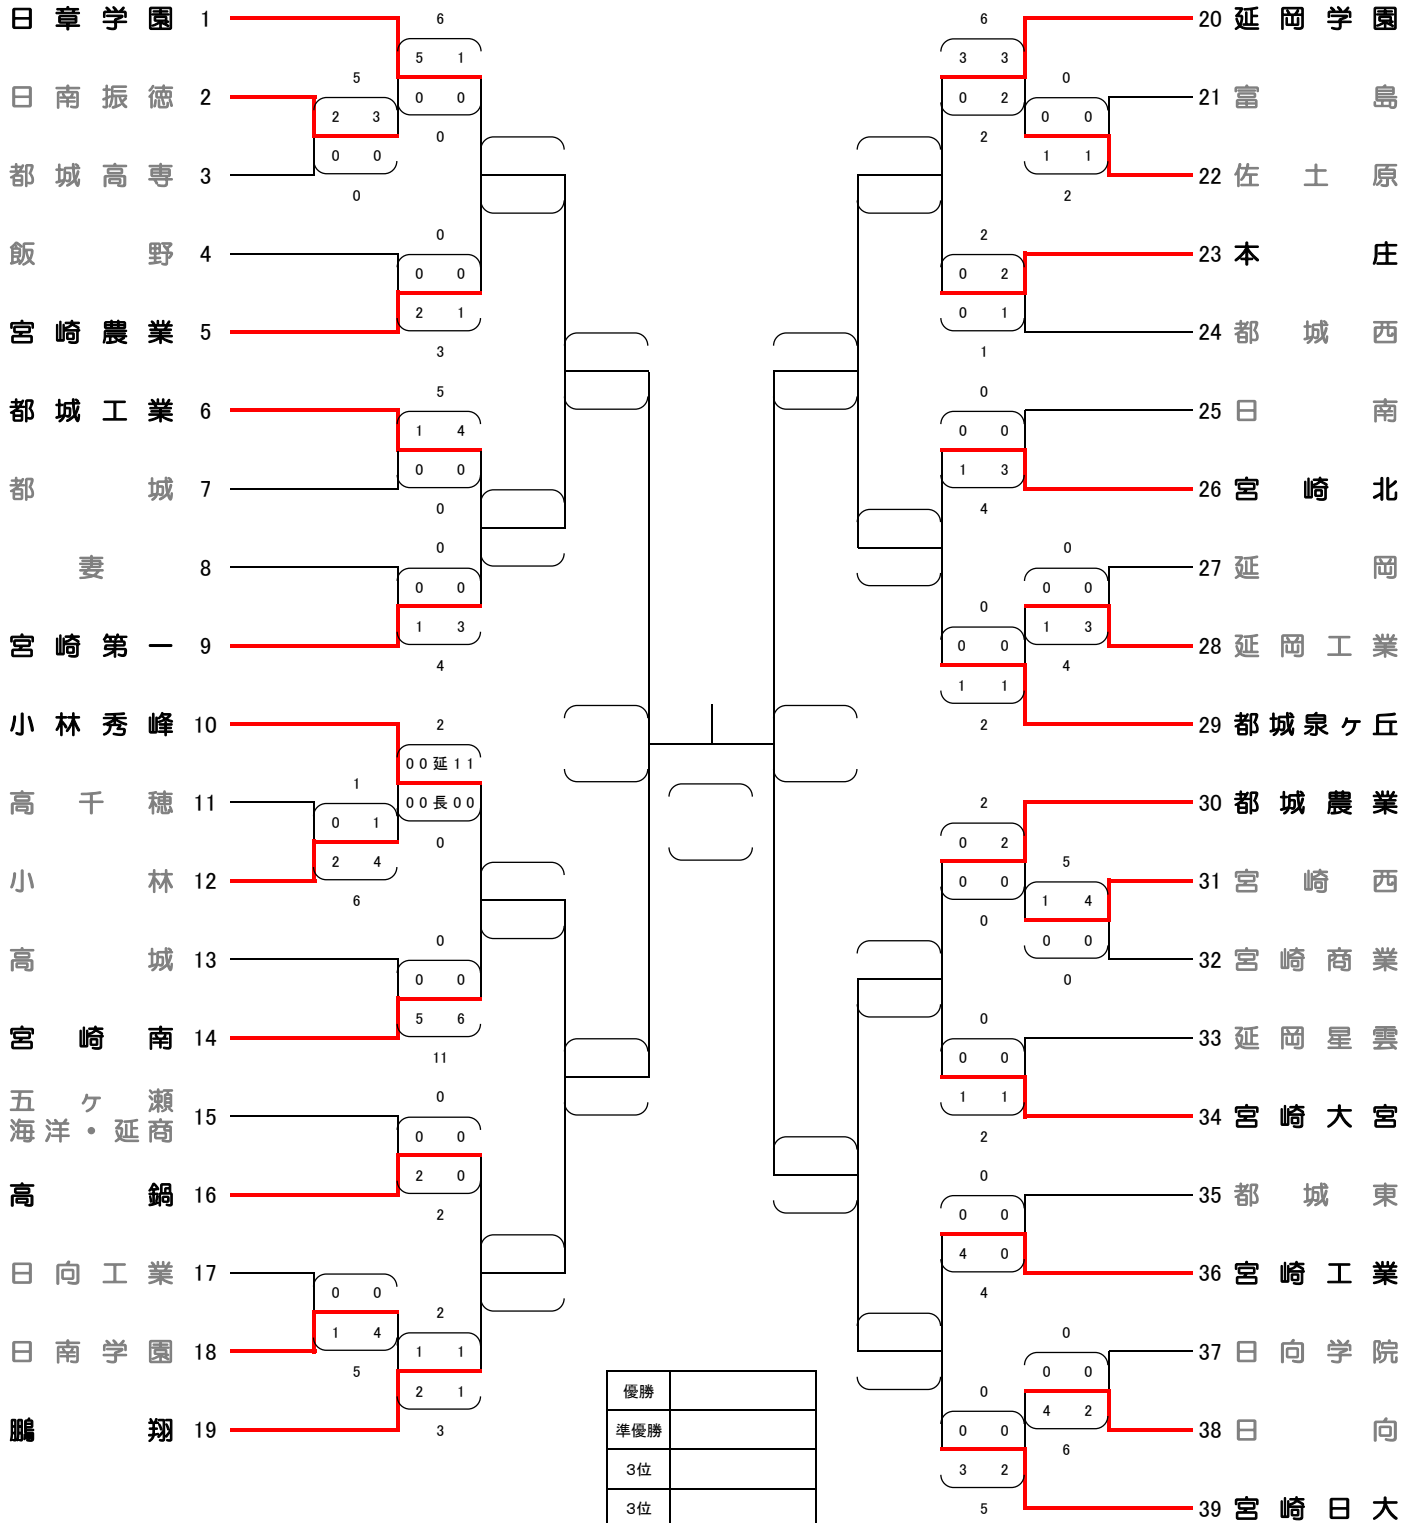 日章学園 1
日南振徳 2
都城高専 3
飯野 4
宮崎農業 5
都城工業 6
都城 7
妻 8
宮崎第一 9
小林秀峰 10
高千穂 11
小林 12
高城 13
宮崎南 14
五ヶ瀬
海洋・延商 15
高鍋 16
日向工業 17
日南学園 18
鵬翔 19
5
2 3
0 0
0
1
0 1
2 4
6
0 0
1 4
5
6
5 1
0 0
0
0
0 0
2 1
3
5
1 4
0 0
0
0
0 0
1 3
4
2
00延11
00長00
0
0
0 0
5 6
11
0
0 0
2 0
2
2
1 1
2 1
3
優勝
準優勝
3位
3位
6
3 3
0 2
2
2
0 2
0 1
1
0
0 0
1 3
4
0
0 0
1 1
2
2
0 2
0 0
0
0
0 0
1 1
2
0
0 0
4 0
4
0
0 0
3 2
5
0
0 0
1 1
2
0
0 0
1 3
4
5
1 4
0 0
0
0
0 0
4 2
6
20 延岡学園
21 富島
22 佐土原
23 本庄
24 都城西
25 日南
26 宮崎北
27 延岡
28 延岡工業
29 都城泉ヶ丘
30 都城農業
31 宮崎西
32 宮崎商業
33 延岡星雲
34 宮崎大宮
35 都城東
36 宮崎工業
37 日向学院
38 日向
39 宮崎日大